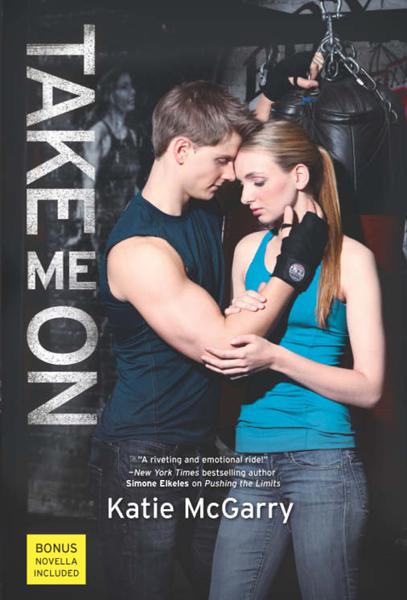 TAKE
ME
ON
"A riveting and emotional ride!"
—New York Times bestselling author
Simone Elkeles on Pushing the Limits
Katie McGarry
BONUS
NOVELLA
INCLUDED